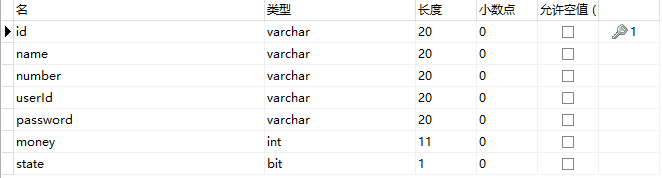 名 类型 长度 小数点 允许空值 (
id varchar 20 0 1
name varchar 20 0
number varchar 20 0
userId varchar 20 0
password varchar 20 0
money int 11 0
state bit 1 0